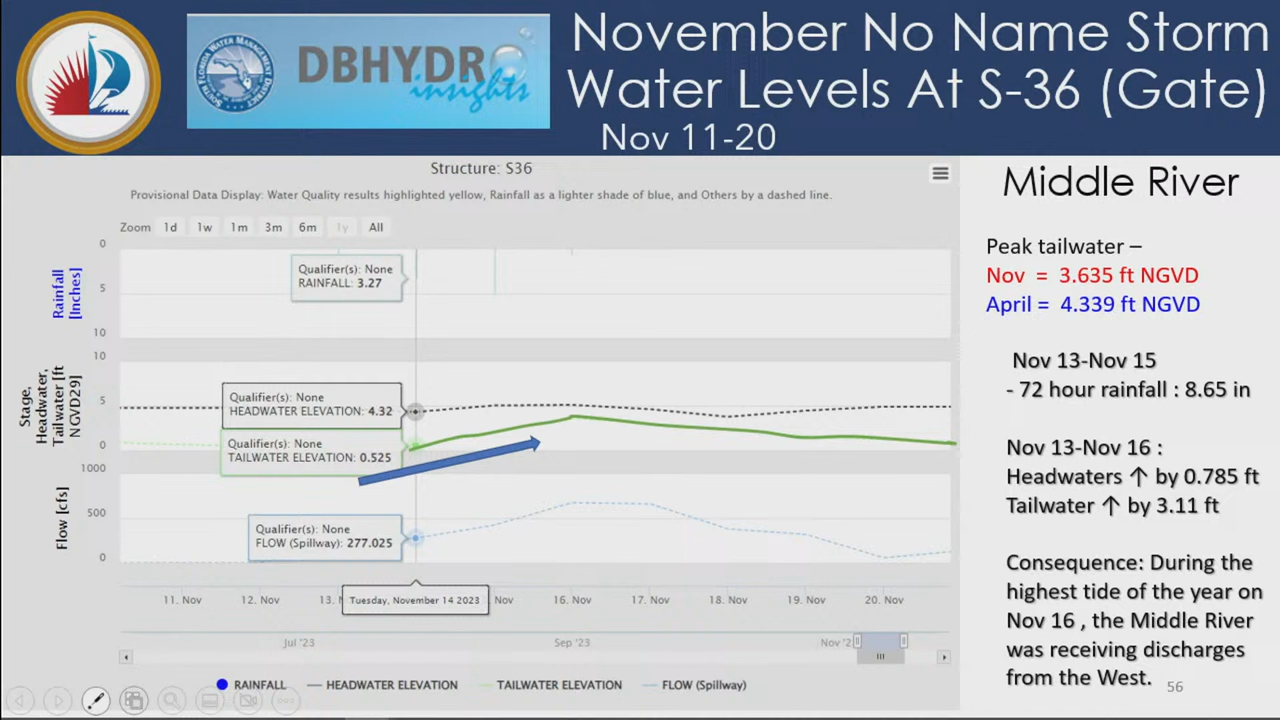 November No Name Storm
Water Levels At S-36 (Gate)
Nov 11-20
SOUTH FLORIDA WATER MANAGEMENT DISTRICT
DBHYDRO
insights
Structure: S36
Provisional Data Display: Water Quality results highlighted yellow, Rainfall as a lighter shade of blue, and Others by a dashed line.
Zoom 1d 1w 1m 3m 6m 1y All
Rainfall
[Inches]
0
5
10
Qualifier(s): None
RAINFALL: 3.27
Stage,
Headwater,
Tailwater [ft
NGVD29]
10
5
0
Qualifier(s): None
HEADWATER ELEVATION: 4.32
Qualifier(s): None
TAILWATER ELEVATION: 0.525
Flow [cfs]
1000
500
0
Qualifier(s): None
FLOW (Spillway): 277.025
11. Nov 12. Nov 13. Nov 16. Nov 17. Nov 18. Nov 19. Nov 20. Nov
Tuesday, November 14 2023
Jul '23 Sep '23 Nov '2
RAINFALL HEADWATER ELEVATION TAILWATER ELEVATION FLOW (Spillway)
Middle River
Peak tailwater –
Nov = 3.635 ft NGVD
April = 4.339 ft NGVD
Nov 13-Nov 15
- 72 hour rainfall : 8.65 in
Nov 13-Nov 16 :
Headwaters ↑ by 0.785 ft
Tailwater ↑ by 3.11 ft
Consequence: During the
highest tide of the year on
Nov 16 , the Middle River
was receiving discharges
from the West.
56